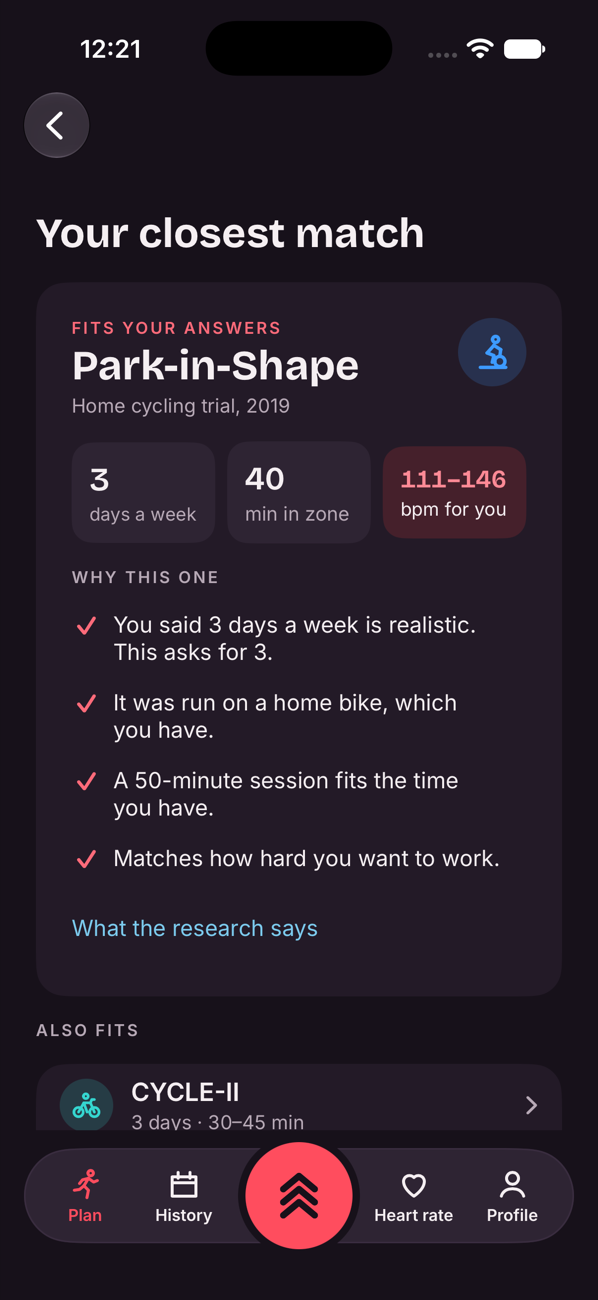 12:21
Your closest match
FITS YOUR ANSWERS
Park-in-Shape
Home cycling trial, 2019
3
days a week
40
min in zone
111–146
bpm for you
WHY THIS ONE
You said 3 days a week is realistic.
This asks for 3.
It was run on a home bike, which
you have.
A 50-minute session fits the time
you have.
Matches how hard you want to work.
What the research says
ALSO FITS
CYCLE-II
3 days · 30–45 min
Plan
History
Heart rate
Profile